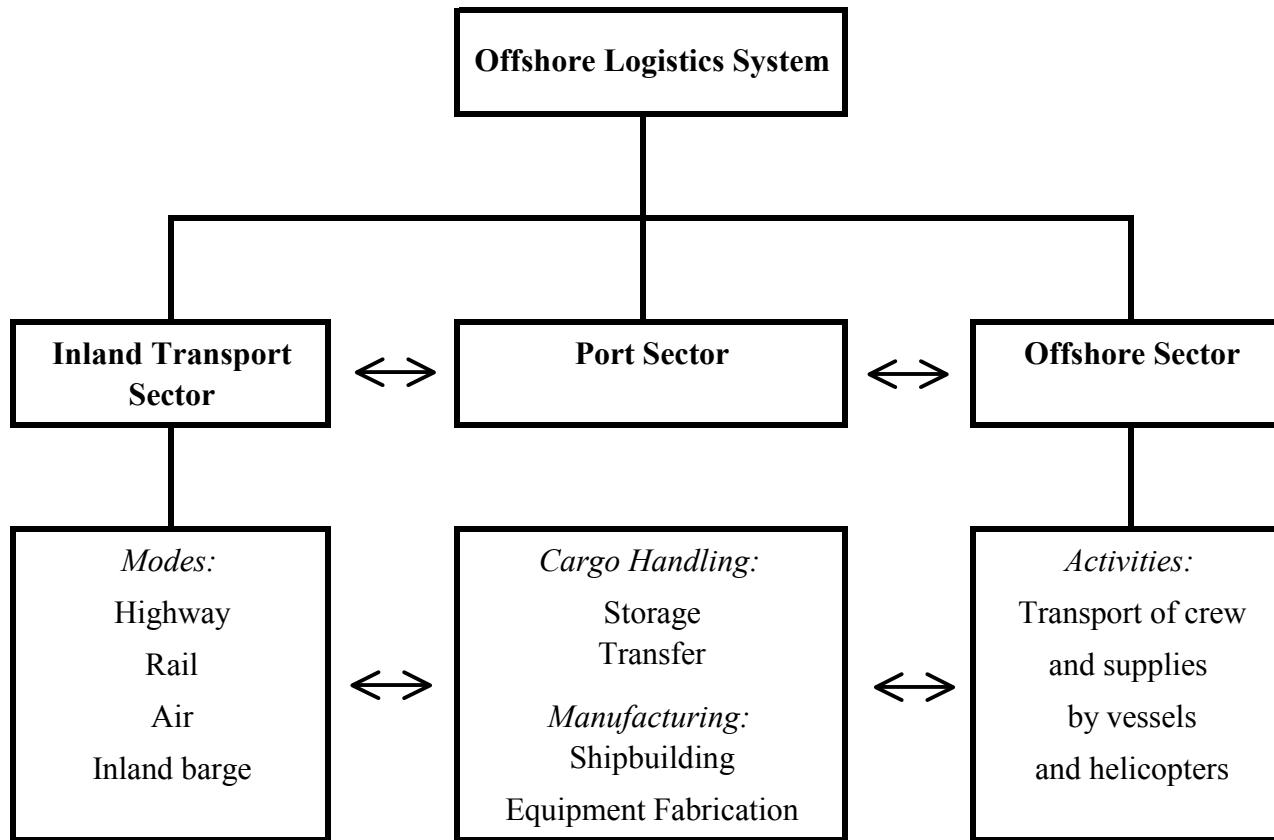 Offshore Logistics System
Inland Transport
Sector
Port Sector
Offshore Sector
Modes:
Highway
Rail
Air
Inland barge
Cargo Handling:
Storage
Transfer
Manufacturing:
Shipbuilding
Equipment Fabrication
Activities:
Transport of crew
and supplies
by vessels
and helicopters